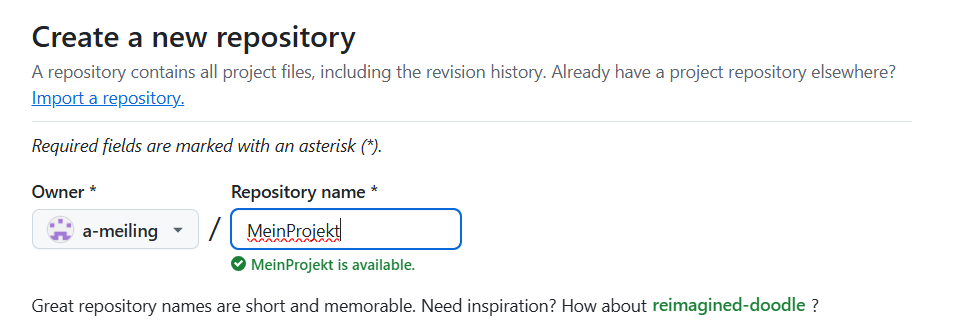 Create a new repository
A repository contains all project files, including the revision history. Already have a project repository elsewhere?
Import a repository.
Required fields are marked with an asterisk (*).
Owner * Repository name *
a-meiling / MeinProjekt
MeinProjekt is available.
Great repository names are short and memorable. Need inspiration? How about reimagined-doodle ?